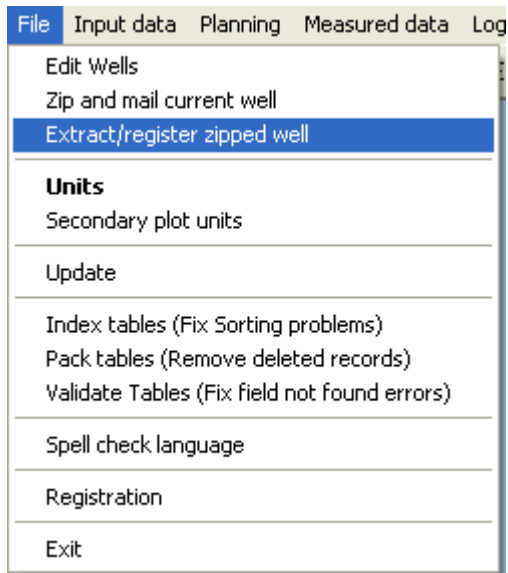 File Input data Planning Measured data Log
Edit Wells
Zip and mail current well
Extract/register zipped well
Units
Secondary plot units
Update
Index tables (Fix Sorting problems)
Pack tables (Remove deleted records)
Validate Tables (Fix field not found errors)
Spell check language
Registration
Exit